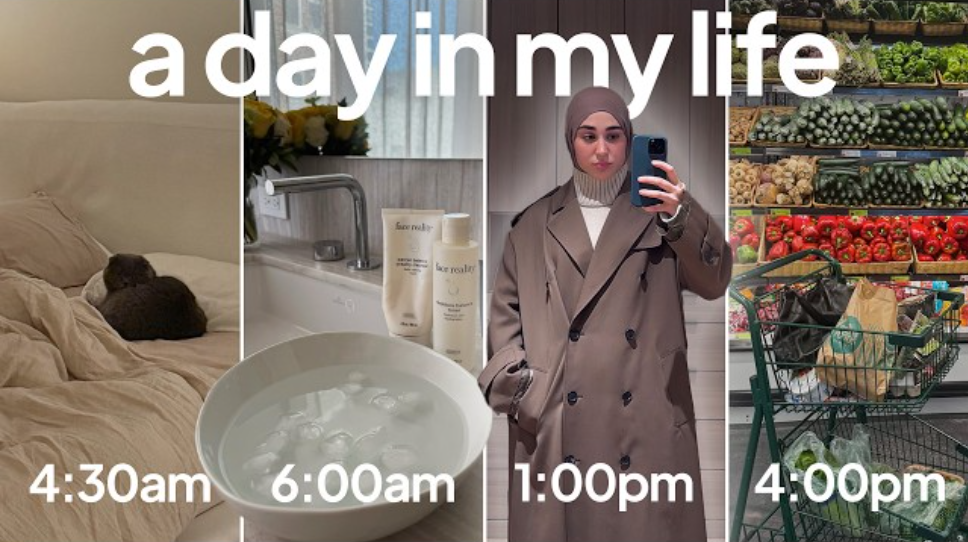 a day in my life
face reality
face reality
4:30am
6:00am
1:00pm
4:00pm